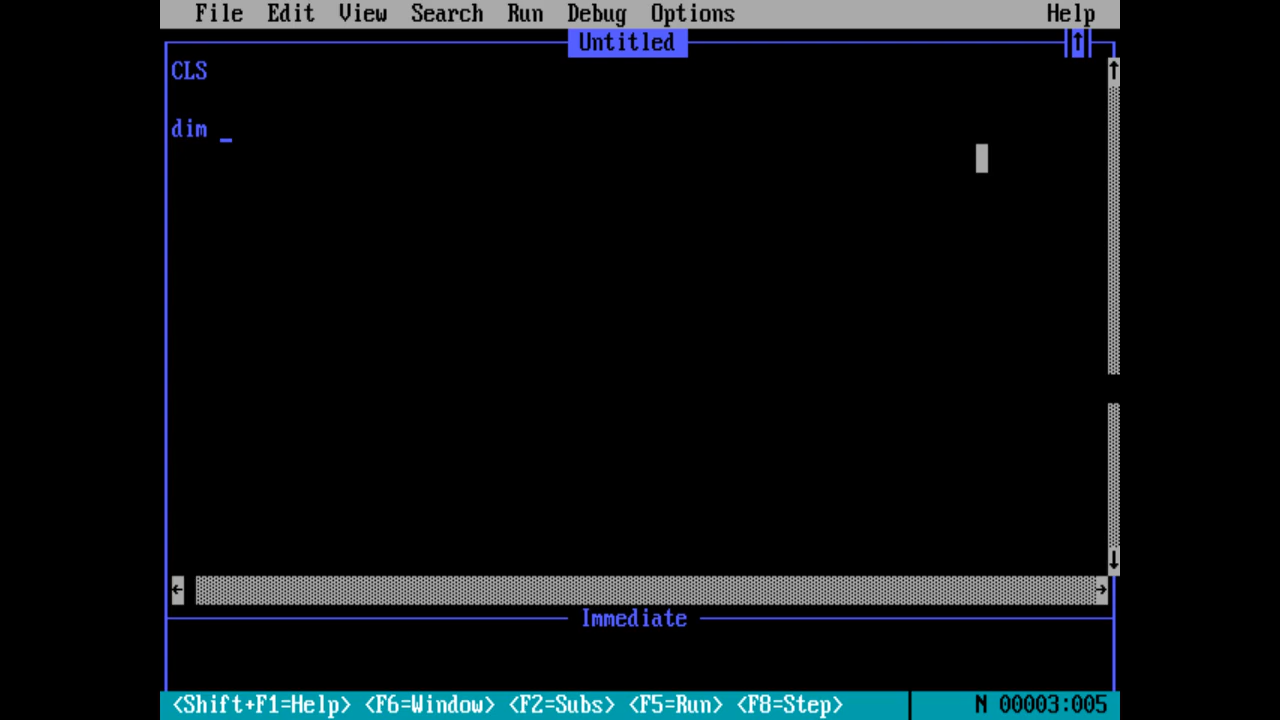 File Edit View Search Run Debug Options Help
Untitled
CLS
dim _
Immediate
<Shift+F1=Help> <F6=Window> <F2=Subs> <F5=Run> <F8=Step> N 00003:005